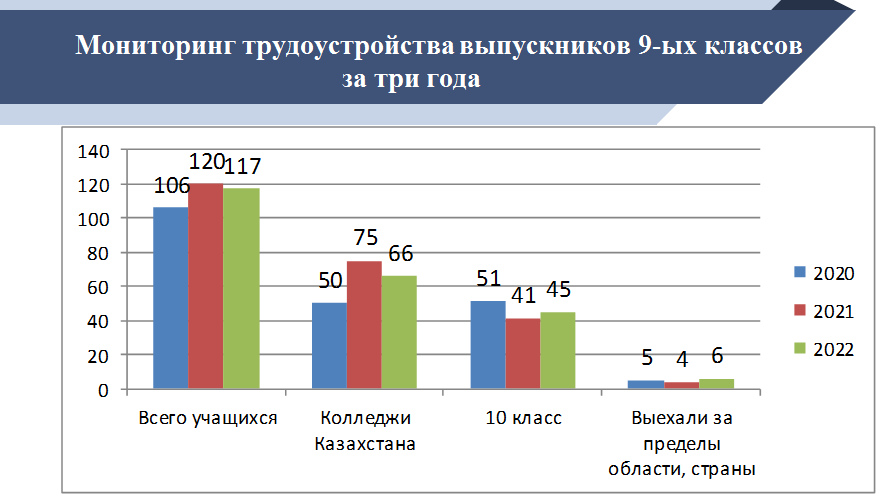 Мониторинг трудоустройства выпускников 9-ых классов
за три года
140
120
100
80
60
40
20
0
106
120
117
50
75
66
51
41
45
5
4
6
Всего учащихся
Колледжи
Казахстана
10 класс
Выехали за
пределы
области, страны
2020
2021
2022